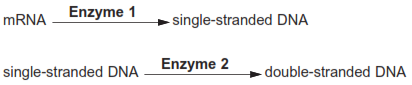 Enzyme 1
mRNA single-stranded DNA
Enzyme 2
single-stranded DNA double-stranded DNA